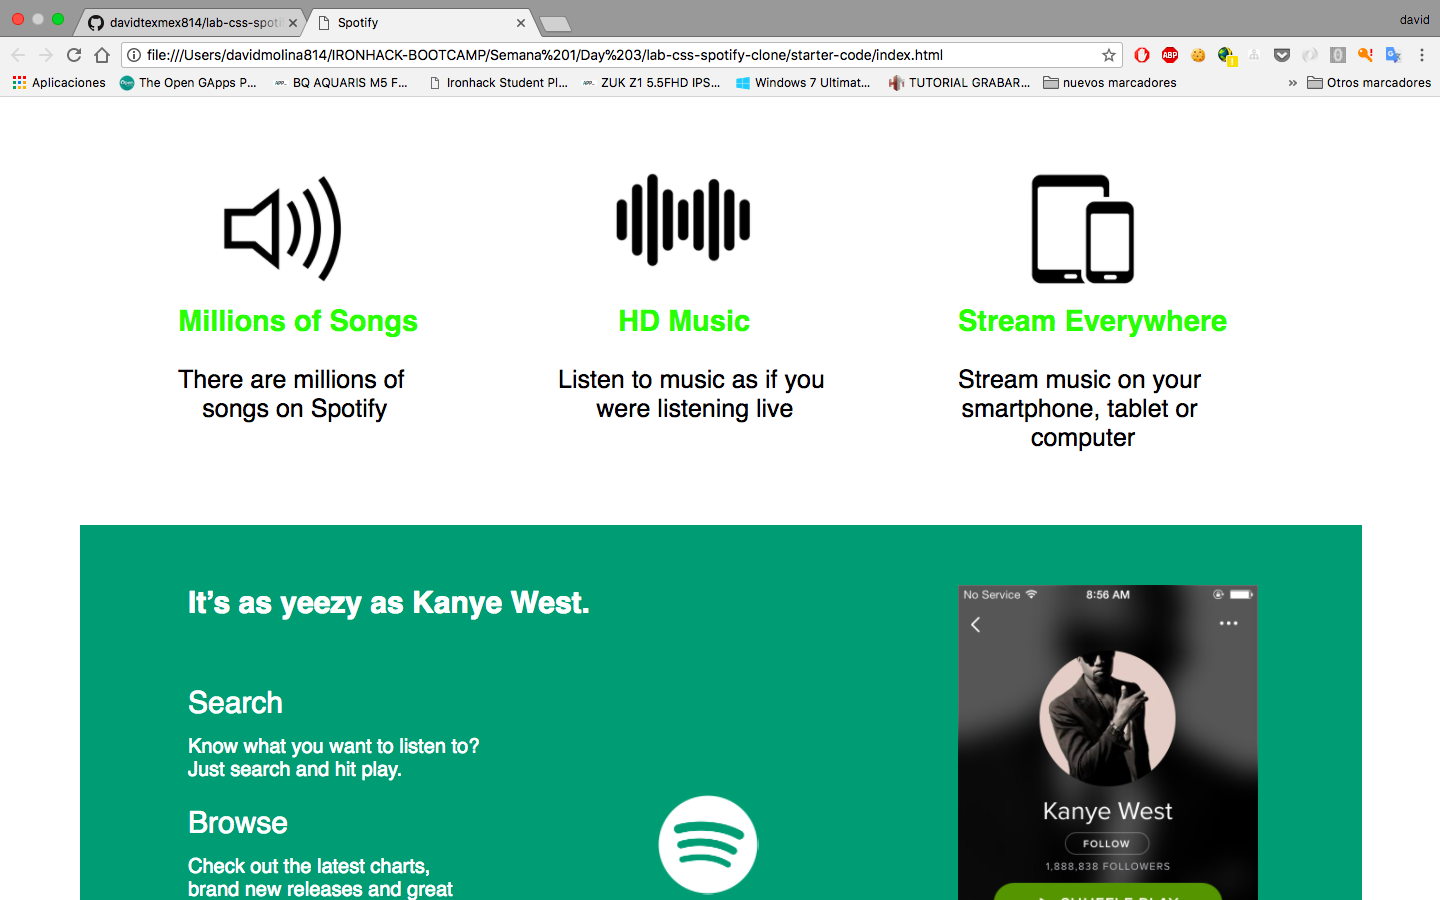 davidtexmex814/lab-css-spoti
Spotify
david
file:///Users/davidmolina814/IRONHACK-BOOTCAMP/Semana%201/Day%203/lab-css-spotify-clone/starter-code/index.html
ABP
1
Aplicaciones
The Open GApps P...
BQ AQUARIS M5 F...
Ironhack Student Pl...
ZUK Z1 5.5FHD IPS...
Windows 7 Ultimat...
TUTORIAL GRABAR...
nuevos marcadores
»
Otros marcadores
Millions of Songs
HD Music
Stream Everywhere
There are millions of
songs on Spotify
Listen to music as if you
were listening live
Stream music on your
smartphone, tablet or
computer
It’s as yeezy as Kanye West.
Search
Know what you want to listen to?
Just search and hit play.
Browse
Check out the latest charts,
brand new releases and great
No Service
8:56 AM
Kanye West
FOLLOW
1,888,838 FOLLOWERS
SHUFFLE PLAY